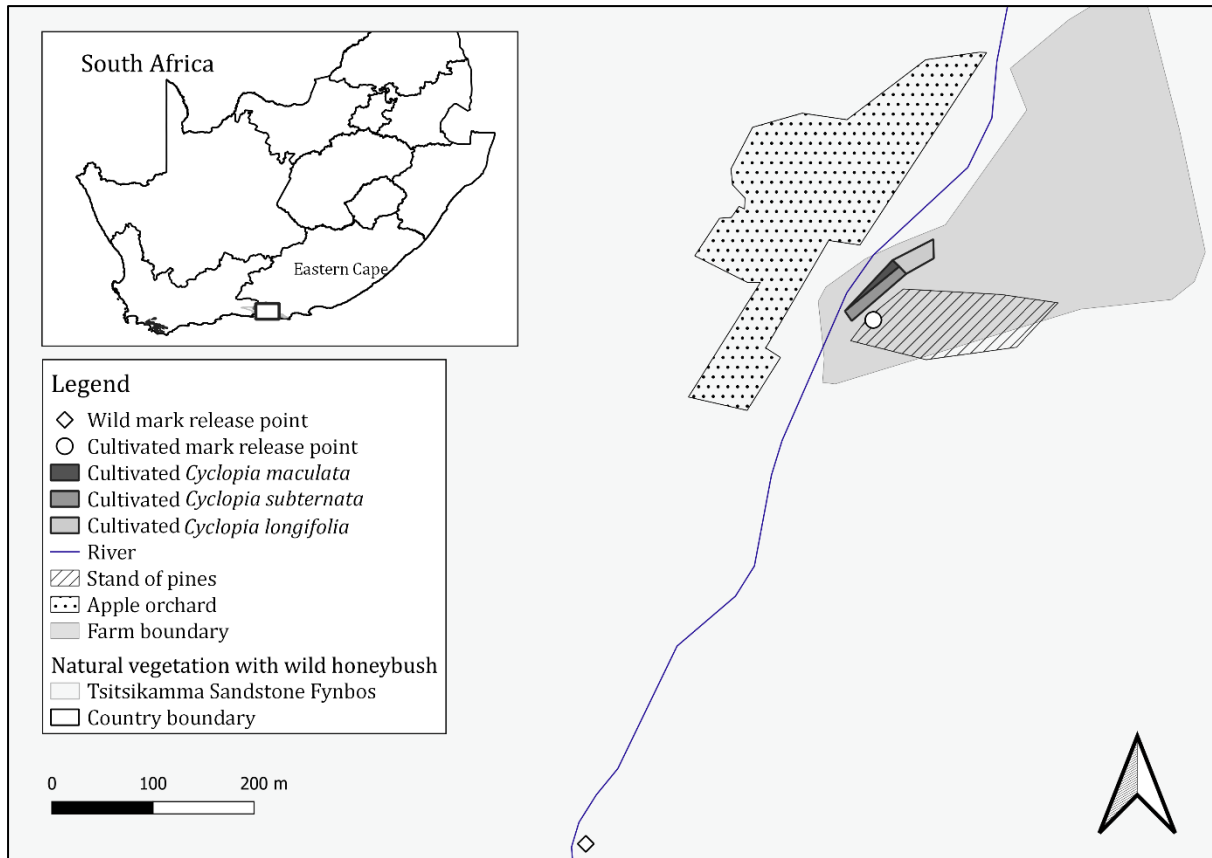 South Africa
Eastern Cape
Legend
Wild mark release point
Cultivated mark release point
Cultivated Cyclopia maculata
Cultivated Cyclopia subternata
Cultivated Cyclopia longifolia
River
Stand of pines
Apple orchard
Farm boundary
Natural vegetation with wild honeybush
Tsitsikamma Sandstone Fynbos
Country boundary
0 100 200 m